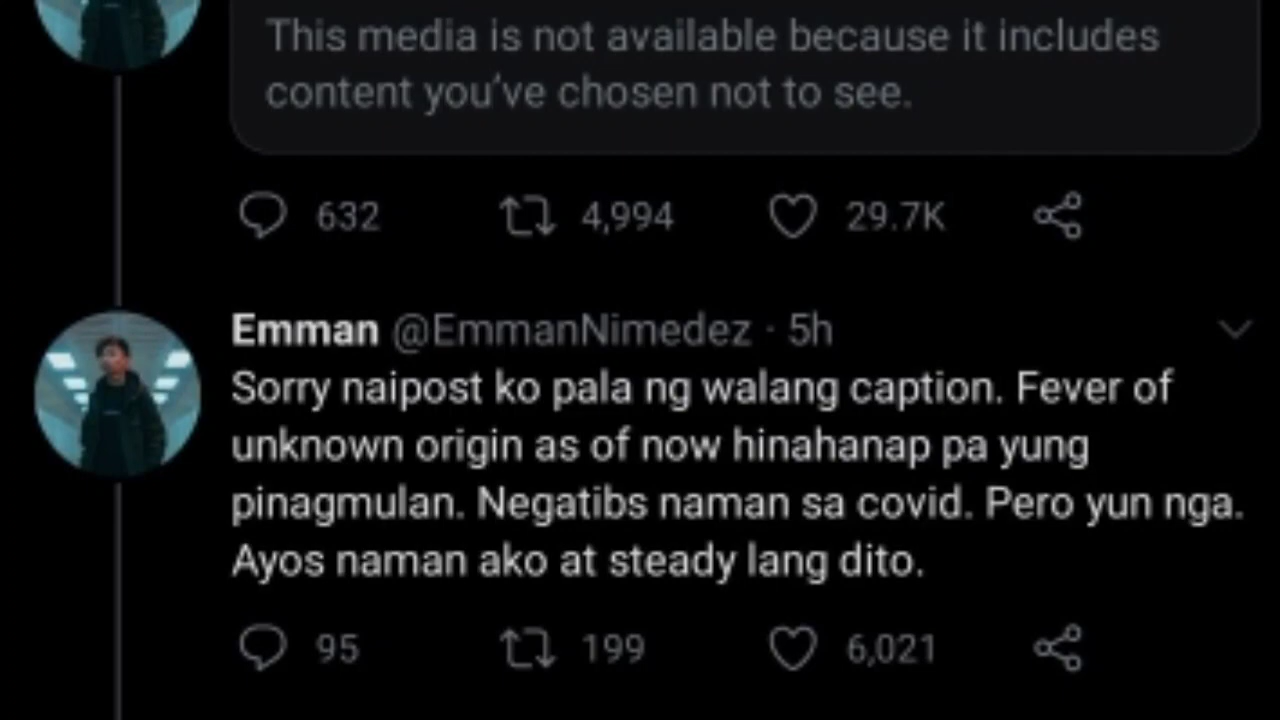 This media is not available because it includes
content you've chosen not to see.
632 4,994 29.7K
Emman @EmmanNimedez · 5h
Sorry naipost ko pala ng walang caption. Fever of
unknown origin as of now hinahanap pa yung
pinagmulan. Negatibs naman sa covid. Pero yun nga.
Ayos naman ako at steady lang dito.
95 199 6,021